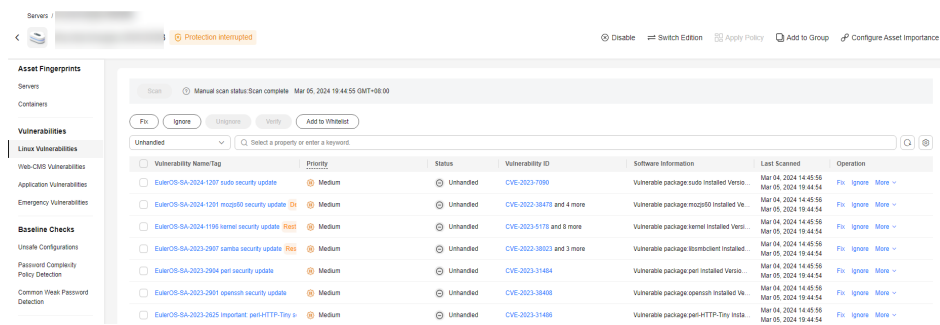 Servers /
Protection interrupted
Disable Switch Edition Apply Policy Add to Group Configure Asset Importance
Asset Fingerprints
Servers
Containers
Vulnerabilities
Linux Vulnerabilities
Web-CMS Vulnerabilities
Application Vulnerabilities
Emergency Vulnerabilities
Baseline Checks
Unsafe Configurations
Password Complexity
Policy Detection
Common Weak Password
Detection
Scan Manual scan status:Scan complete Mar 05, 2024 19:44:55 GMT+08:00
Fix Ignore Unignore Verify Add to Whitelist
Unhandled Select a property or enter a keyword.
Vulnerability Name/Tag Priority Status Vulnerability ID Software Information Last Scanned Operation
EulerOS-SA-2024-1207 sudo security update Medium Unhandled CVE-2023-7090 Vulnerable package:sudo Installed Versio... Mar 04, 2024 14:45:56 Fix Ignore More
Mar 05, 2024 19:44:54
EulerOS-SA-2024-1201 mozjs60 security update De Medium Unhandled CVE-2022-38478 and 4 more Vulnerable package:mozjs60 Installed Ve... Mar 04, 2024 14:45:56 Fix Ignore More
Mar 05, 2024 19:44:54
EulerOS-SA-2024-1196 kernel security update Rest Medium Unhandled CVE-2023-5178 and 8 more Vulnerable package:kernel Installed Versi... Mar 04, 2024 14:45:56 Fix Ignore More
Mar 05, 2024 19:44:54
EulerOS-SA-2023-2907 samba security update Res Medium Unhandled CVE-2022-38023 and 3 more Vulnerable package:libsmbclient Installed... Mar 04, 2024 14:45:56 Fix Ignore More
Mar 05, 2024 19:44:54
EulerOS-SA-2023-2904 perl security update Medium Unhandled CVE-2023-31484 Vulnerable package:perl Installed Versio... Mar 04, 2024 14:45:56 Fix Ignore More
Mar 05, 2024 19:44:54
EulerOS-SA-2023-2901 openssh security update Medium Unhandled CVE-2023-38408 Vulnerable package:openssh Installed Ve... Mar 04, 2024 14:45:56 Fix Ignore More
Mar 05, 2024 19:44:54
EulerOS-SA-2023-2625 Important: perl-HTTP-Tiny s Medium Unhandled CVE-2023-31486 Vulnerable package:perl-HTTP-Tiny Insta... Mar 04, 2024 14:45:56 Fix Ignore More
Mar 05, 2024 19:44:54